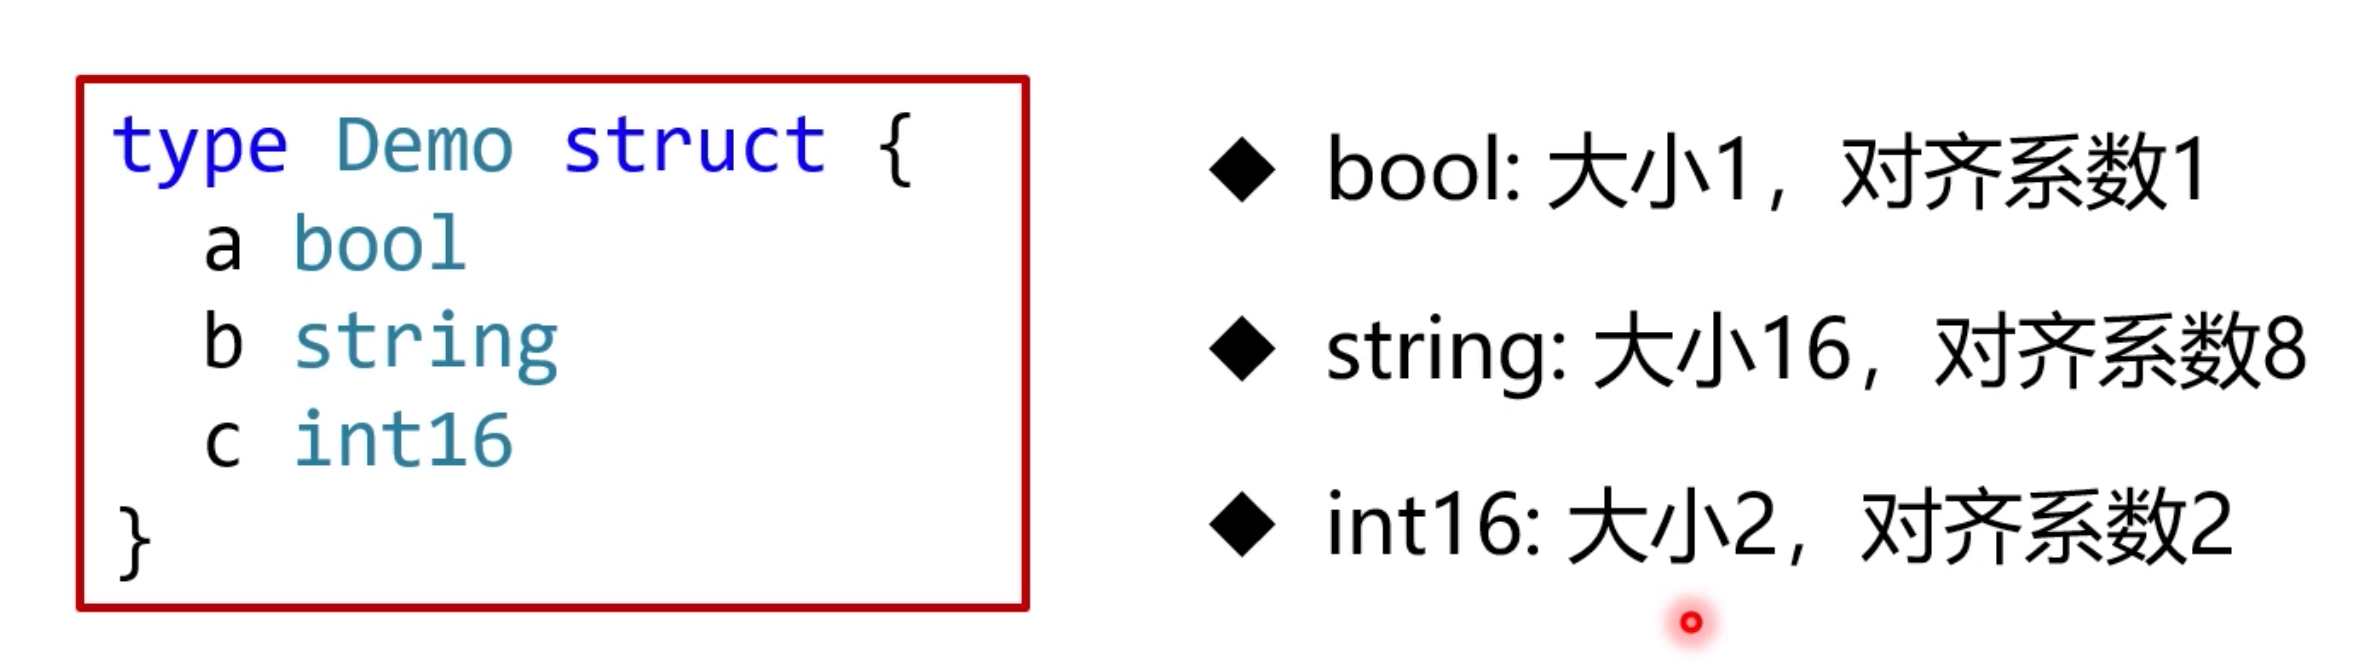 type Demo struct {
a bool
b string
c int16
}
◆ bool: 大小1，对齐系数1
◆ string: 大小16，对齐系数8
◆ int16: 大小2，对齐系数2